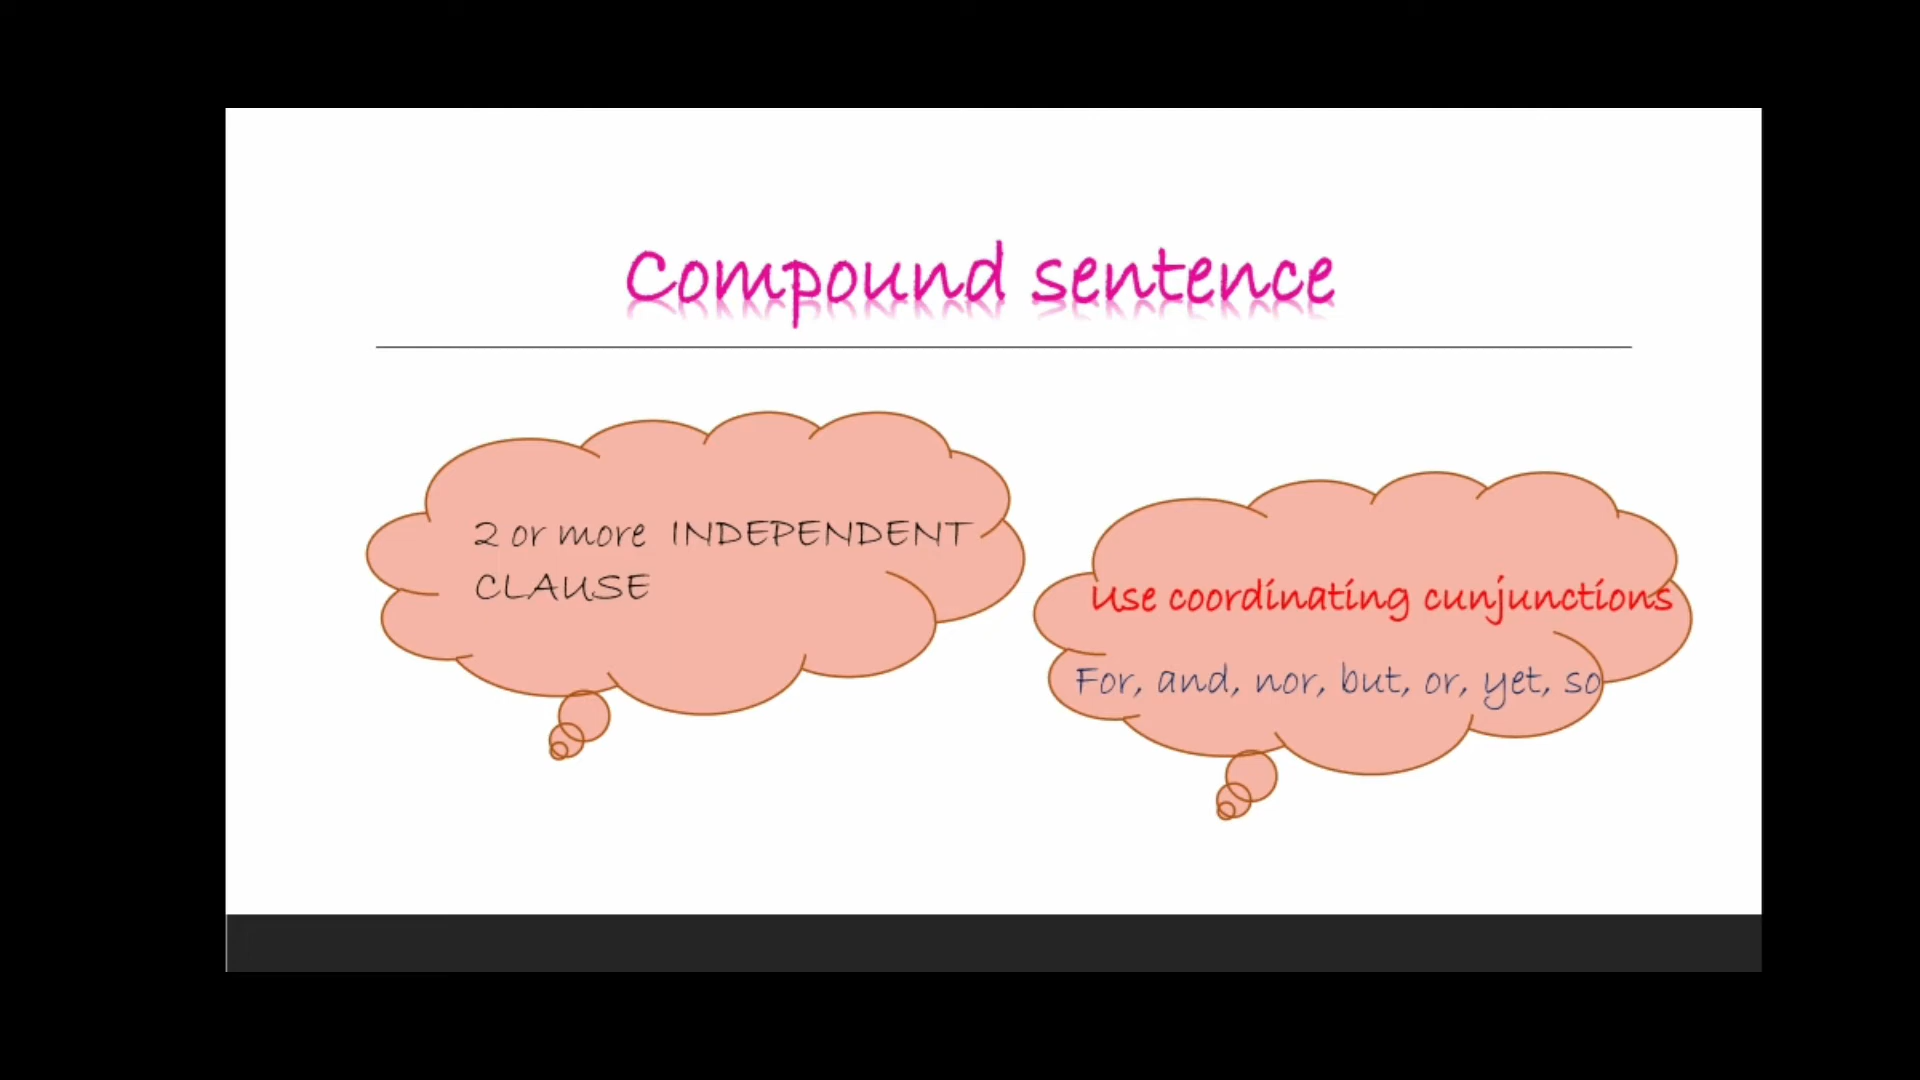 Compound sentence
2 or more INDEPENDENT
CLAUSE
Use coordinating cunjunctions
For, and, nor, but, or, yet, so